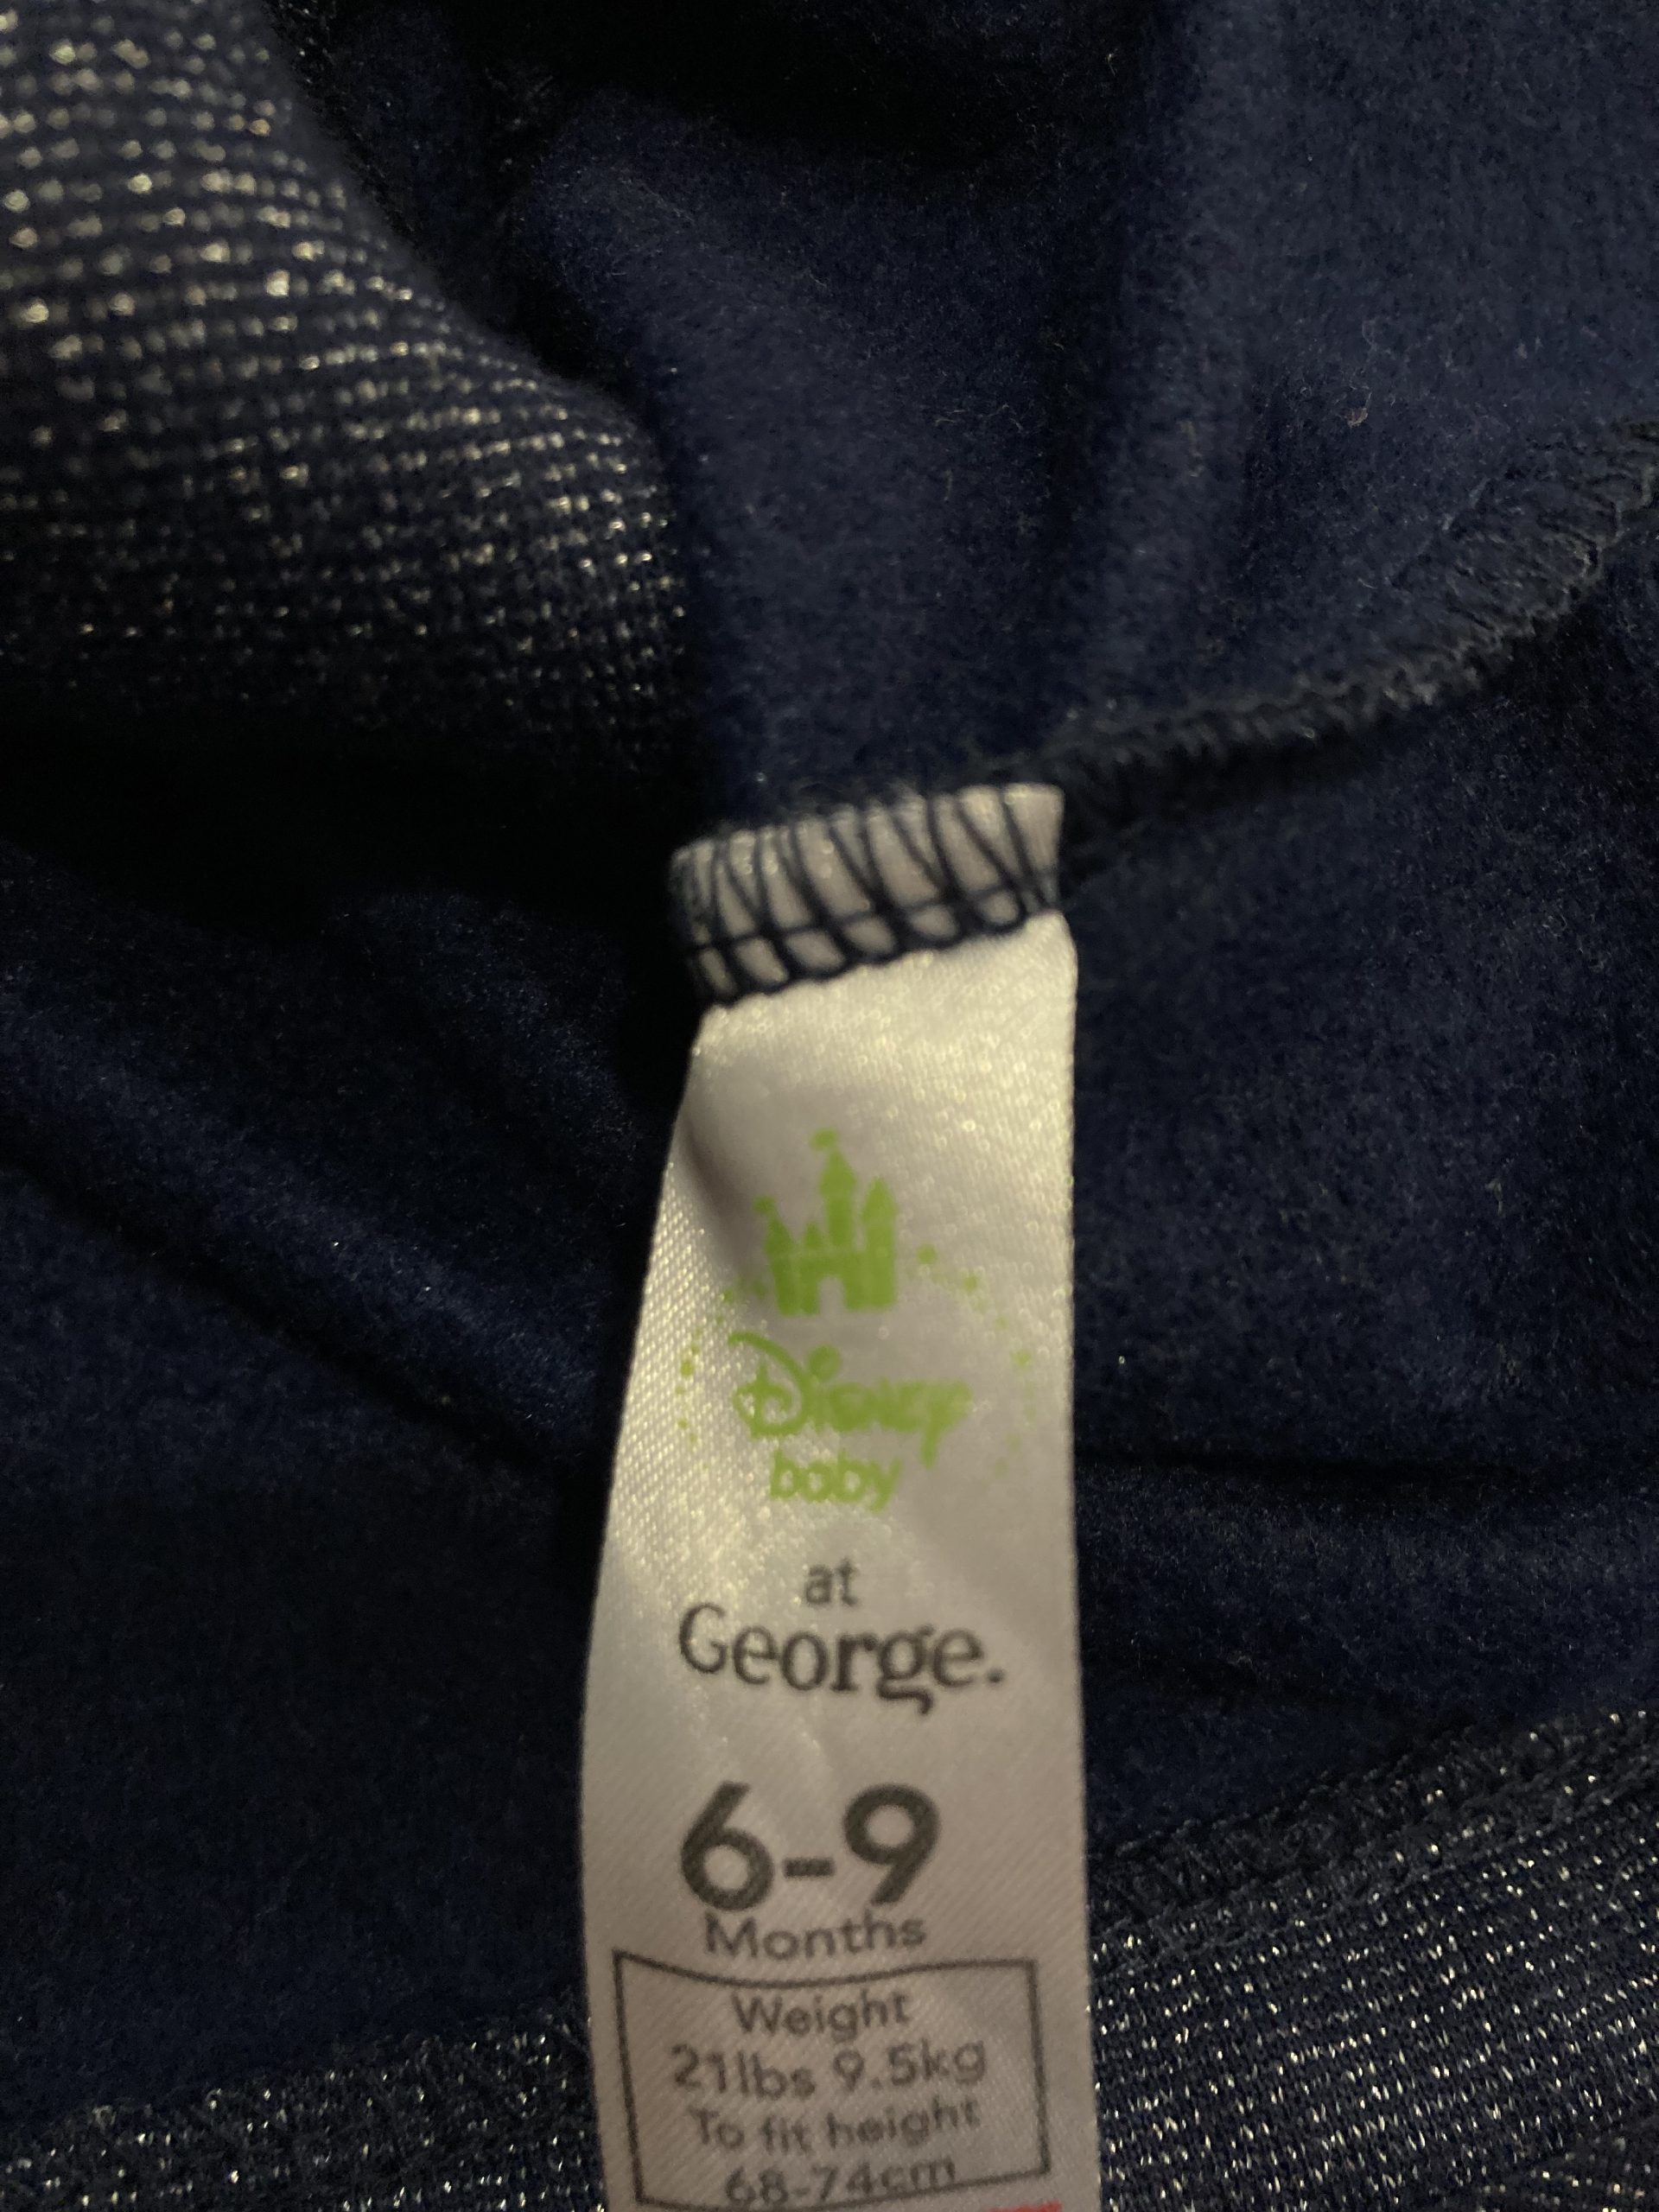 Disney
baby
at
George.
6-9
Months
Weight
21lbs 9.5kg
To fit height
68-74cm